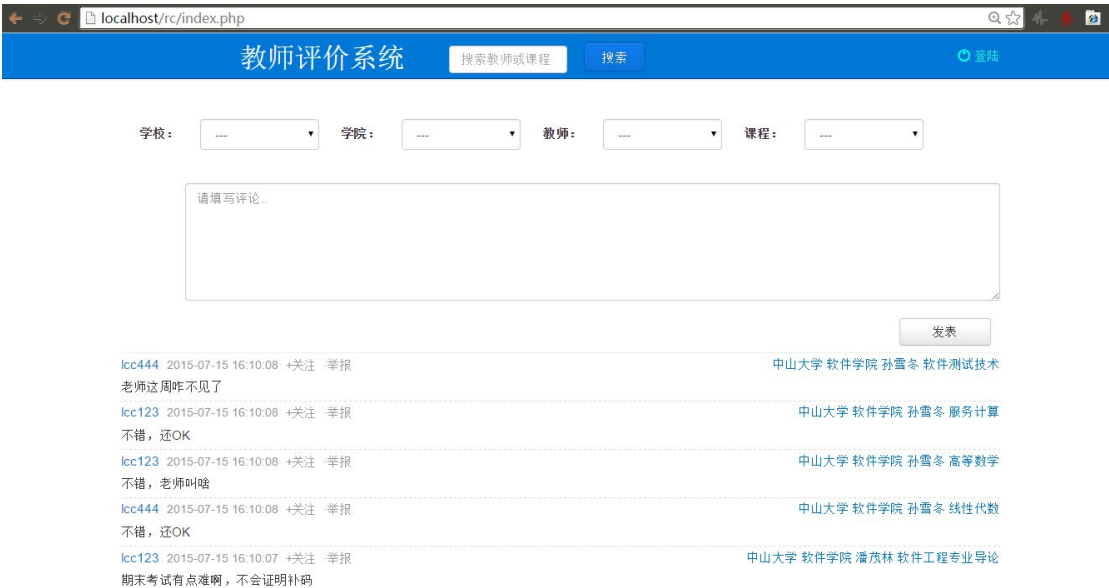 localhost/rc/index.php
教师评价系统 搜索教师或课程 搜索 登陆
学校： --- 学院： --- 教师： --- 课程： ---
请填写评论..
发表
lcc444 2015-07-15 16:10:08 +关注 ·举报 中山大学 软件学院 孙雪冬 软件测试技术
老师这周咋不见了
lcc123 2015-07-15 16:10:08 +关注 ·举报 中山大学 软件学院 孙雪冬 服务计算
不错，还OK
lcc123 2015-07-15 16:10:08 +关注 ·举报 中山大学 软件学院 孙雪冬 高等数学
不错，老师叫啥
lcc444 2015-07-15 16:10:08 +关注 ·举报 中山大学 软件学院 孙雪冬 线性代数
不错，还OK
lcc123 2015-07-15 16:10:07 +关注 ·举报 中山大学 软件学院 潘茂林 软件工程专业导论
期末考试有点难啊，不会证明补码